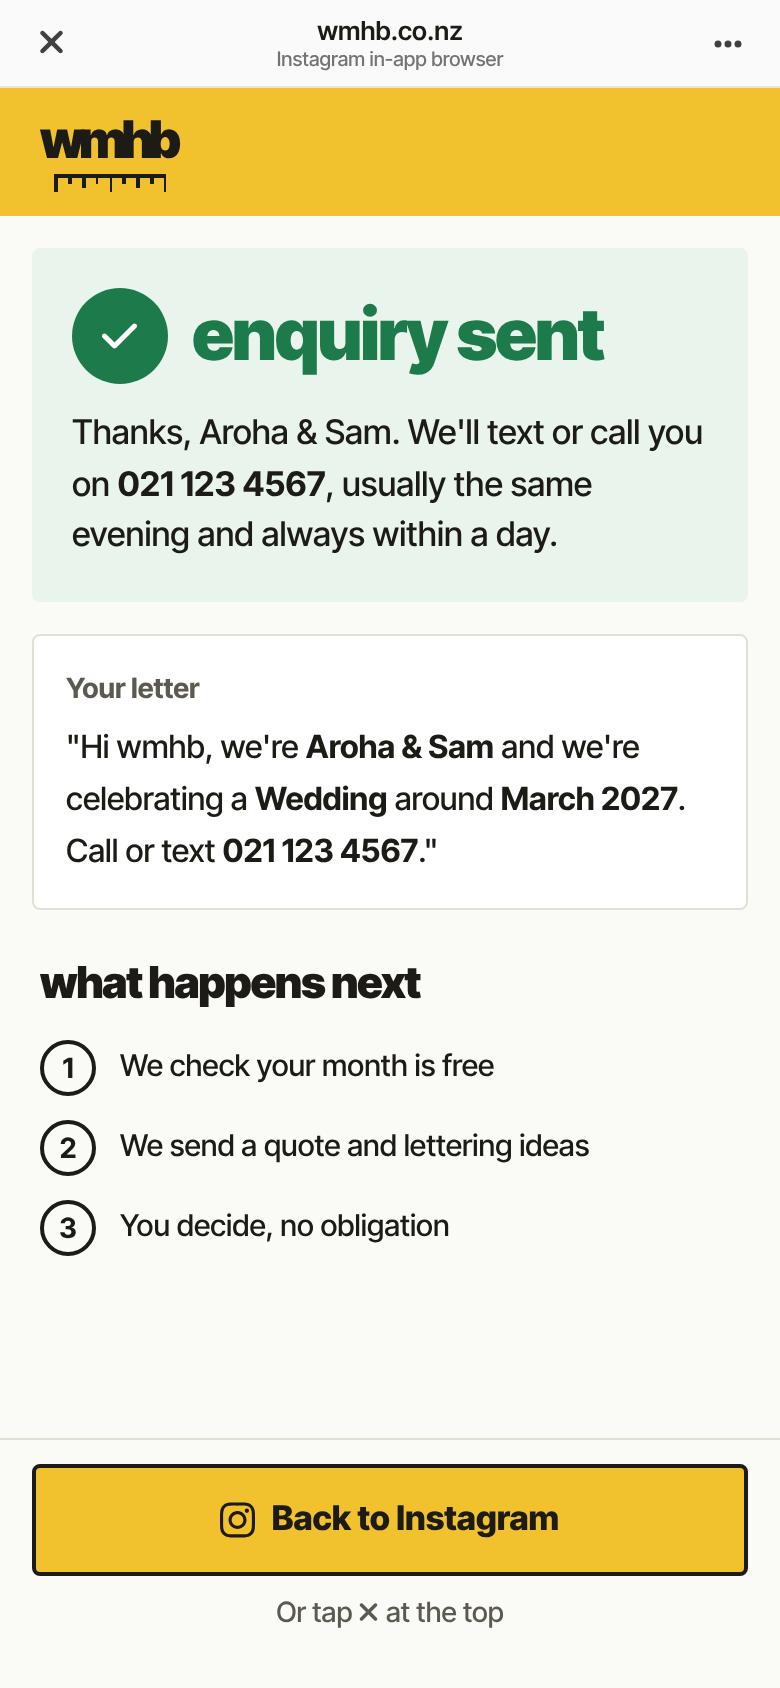 wmhb.co.nz
Instagram in-app browser
wmhb
enquiry sent
Thanks, Aroha & Sam. We'll text or call you
on 021 123 4567, usually the same
evening and always within a day.
Your letter
"Hi wmhb, we're Aroha & Sam and we're
celebrating a Wedding around March 2027.
Call or text 021 123 4567."
what happens next
1 We check your month is free
2 We send a quote and lettering ideas
3 You decide, no obligation
Back to Instagram
Or tap ✕ at the top